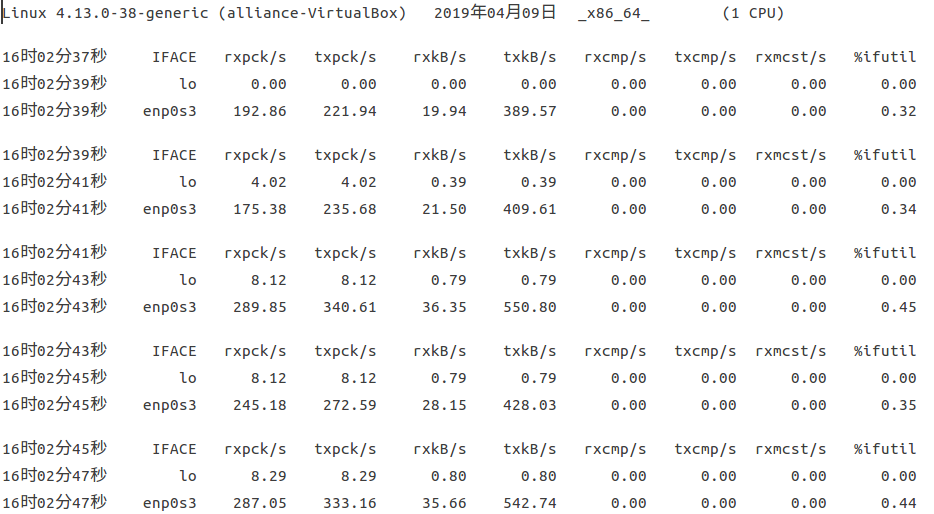 Linux 4.13.0-38-generic (alliance-VirtualBox) 2019年04月09日 _x86_64_ (1 CPU)
16时02分37秒 IFACE rxpck/s txpck/s rxkB/s txkB/s rxcmp/s txcmp/s rxmcst/s %ifutil
16时02分39秒 lo 0.00 0.00 0.00 0.00 0.00 0.00 0.00 0.00
16时02分39秒 enp0s3 192.86 221.94 19.94 389.57 0.00 0.00 0.00 0.32
16时02分39秒 IFACE rxpck/s txpck/s rxkB/s txkB/s rxcmp/s txcmp/s rxmcst/s %ifutil
16时02分41秒 lo 4.02 4.02 0.39 0.39 0.00 0.00 0.00 0.00
16时02分41秒 enp0s3 175.38 235.68 21.50 409.61 0.00 0.00 0.00 0.34
16时02分41秒 IFACE rxpck/s txpck/s rxkB/s txkB/s rxcmp/s txcmp/s rxmcst/s %ifutil
16时02分43秒 lo 8.12 8.12 0.79 0.79 0.00 0.00 0.00 0.00
16时02分43秒 enp0s3 289.85 340.61 36.35 550.80 0.00 0.00 0.00 0.45
16时02分43秒 IFACE rxpck/s txpck/s rxkB/s txkB/s rxcmp/s txcmp/s rxmcst/s %ifutil
16时02分45秒 lo 8.12 8.12 0.79 0.79 0.00 0.00 0.00 0.00
16时02分45秒 enp0s3 245.18 272.59 28.15 428.03 0.00 0.00 0.00 0.35
16时02分45秒 IFACE rxpck/s txpck/s rxkB/s txkB/s rxcmp/s txcmp/s rxmcst/s %ifutil
16时02分47秒 lo 8.29 8.29 0.80 0.80 0.00 0.00 0.00 0.00
16时02分47秒 enp0s3 287.05 333.16 35.66 542.74 0.00 0.00 0.00 0.44